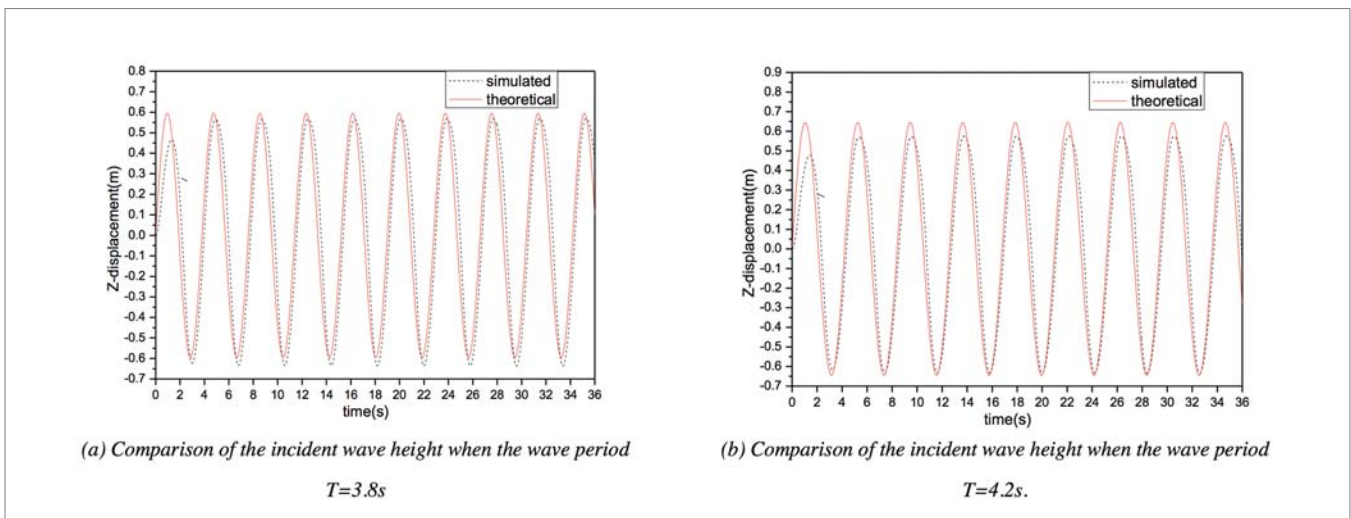 0.8
0.7
0.6
0.5
0.4
0.3
0.2
0.1
0.0
-0.1
-0.2
-0.3
-0.4
-0.5
-0.6
-0.7
Z-displacement(m)
simulated
theoretical
0 2 4 6 8 10 12 14 16 18 20 22 24 26 28 30 32 34 36
time(s)
(a) Comparison of the incident wave height when the wave period
T=3.8s
0.9
0.8
0.7
0.6
0.5
0.4
0.3
0.2
0.1
0.0
-0.1
-0.2
-0.3
-0.4
-0.5
-0.6
-0.7
Z-displacement(m)
simulated
theoretical
0 2 4 6 8 10 12 14 16 18 20 22 24 26 28 30 32 34 36
time(s)
(b) Comparison of the incident wave height when the wave period
T=4.2s.